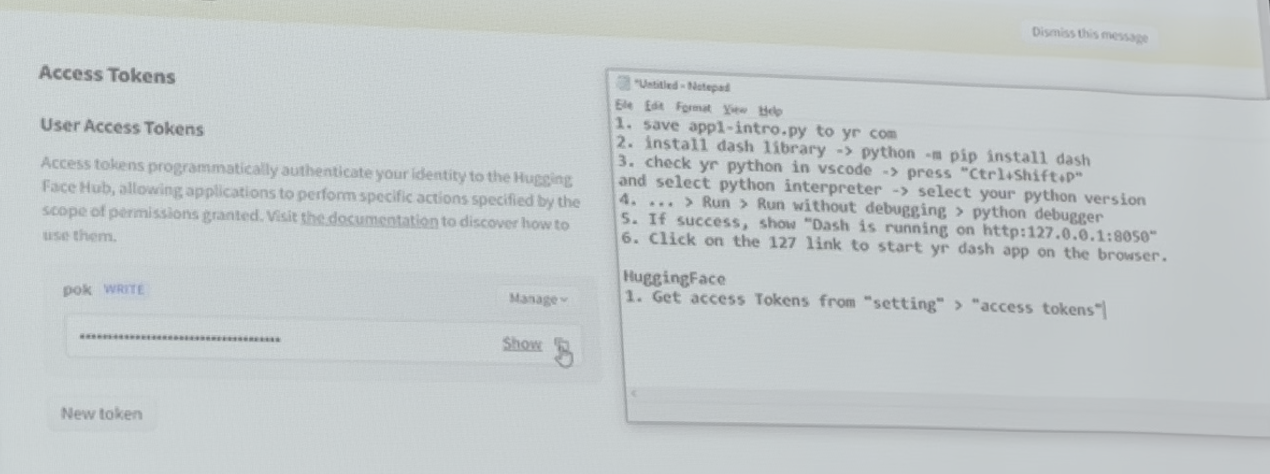 Dismiss this message
Access Tokens
User Access Tokens
Access tokens programmatically authenticate your identity to the Hugging
Face Hub, allowing applications to perform specific actions specified by the
scope of permissions granted. Visit the documentation to discover how to
use them.
pok WRITE
Manage
••••••••••••••••••••••••••••••••••••• Show
New token
*Untitled - Notepad
File Edit Format View Help
1. save app1-intro.py to yr com
2. install dash library -> python -m pip install dash
3. check yr python in vscode -> press "Ctrl+Shift+P"
and select python interpreter -> select your python version
4. ... > Run > Run without debugging > python debugger
5. If success, show "Dash is running on http:127.0.0.1:8050"
6. Click on the 127 link to start yr dash app on the browser.
HuggingFace
1. Get access Tokens from "setting" > "access tokens"